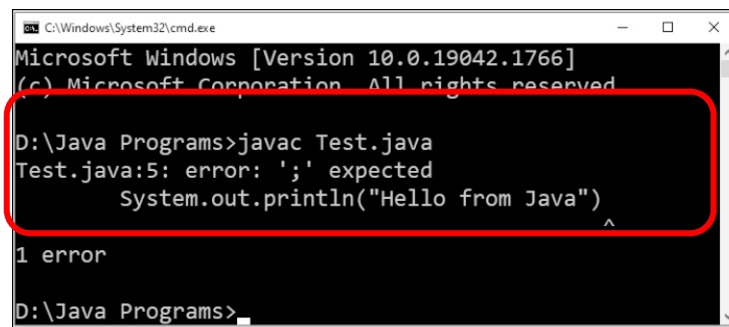 C:\Windows\System32\cmd.exe
Microsoft Windows [Version 10.0.19042.1766]
(c) Microsoft Corporation. All rights reserved
D:\Java Programs>javac Test.java
Test.java:5: error: ';' expected
        System.out.println("Hello from Java")
                                             ^
1 error
D:\Java Programs>